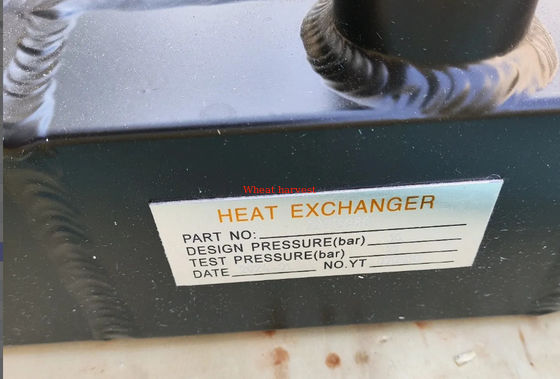 Wheat harvest
HEAT EXCHANGER
PART NO:
DESIGN PRESSURE(bar)
TEST PRESSURE(bar)
DATE NO.YT